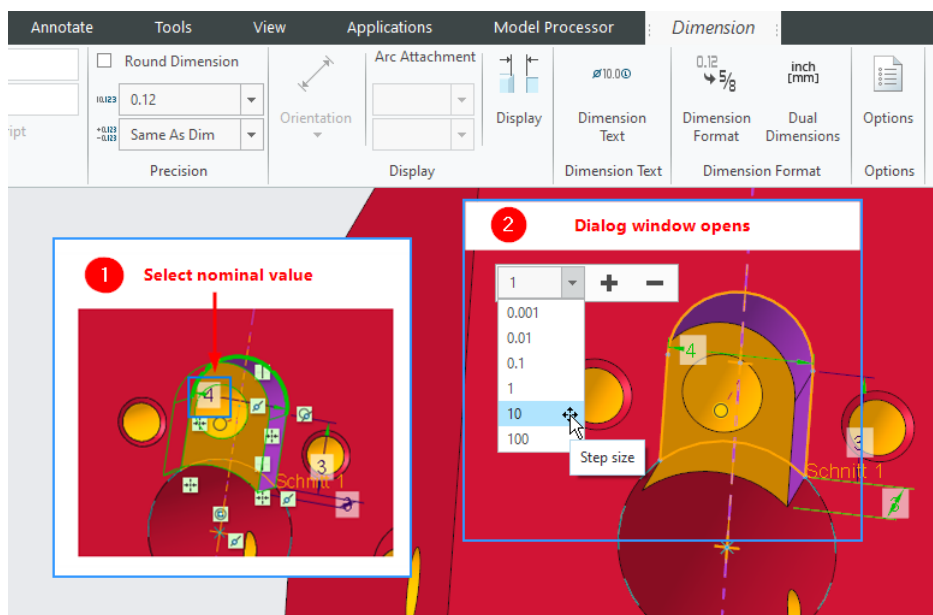 Annotate Tools View Applications Model Processor Dimension
Round Dimension
Arc Attachment
0.12
Same As Dim
ript
Precision
Orientation
Display
Display
Ø10.0
Dimension Text
Dimension Text
0.12
5/8
Dimension Format
inch
[mm]
Dual Dimensions
Dimension Format
Options
Options
1 Select nominal value
4
3
Schnitt 1
2 Dialog window opens
1
0.001
0.01
0.1
1
10
100
Step size
4
3
Schnitt 1